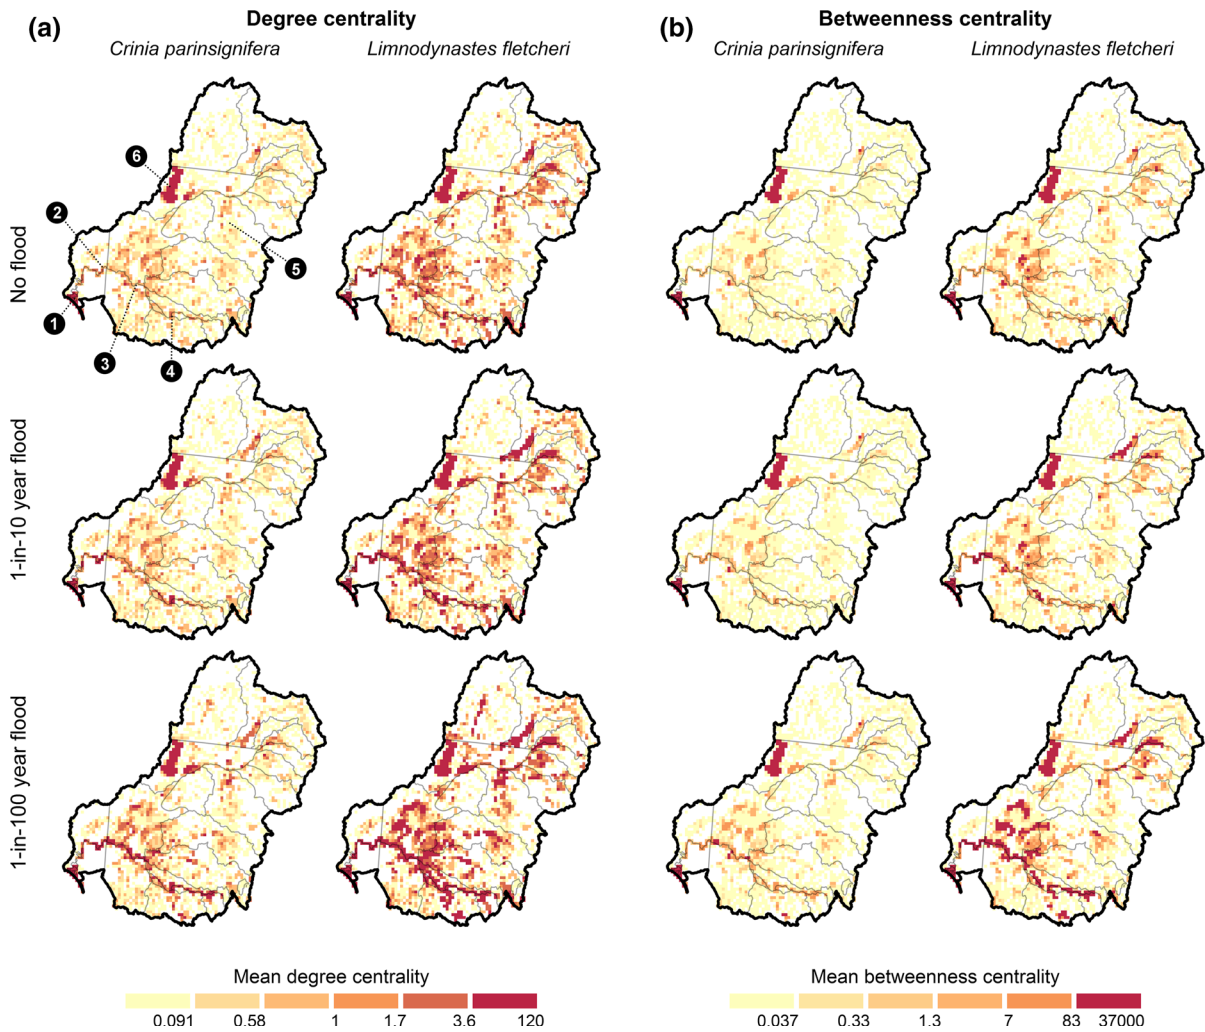 (a)
Degree centrality
Crinia parinsignifera
Limnodynastes fletcheri
(b)
Betweenness centrality
Crinia parinsignifera
Limnodynastes fletcheri
No flood
6
2
5
1
3
4
1-in-10 year flood
1-in-100 year flood
Mean degree centrality
0.091 0.58 1 1.7 3.6 120
Mean betweenness centrality
0.037 0.33 1.3 7 83 37000